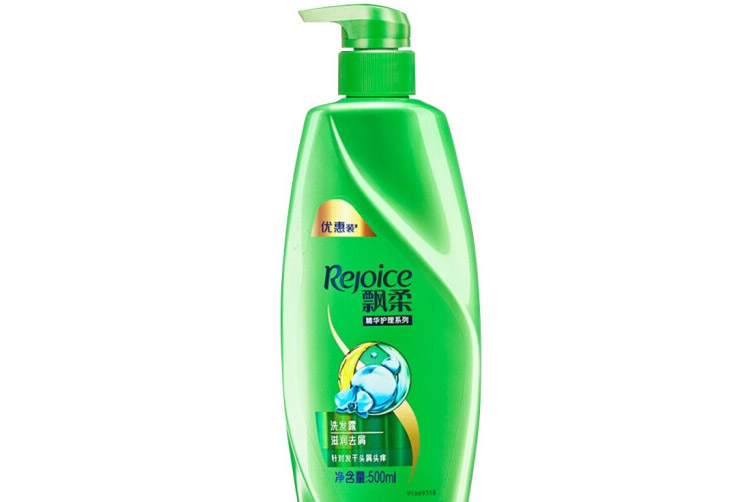 优惠装
Rejoice
飘柔
精华护理系列
洗发露
滋润去屑
针对发干头屑头痒
净含量:500ml
91669318